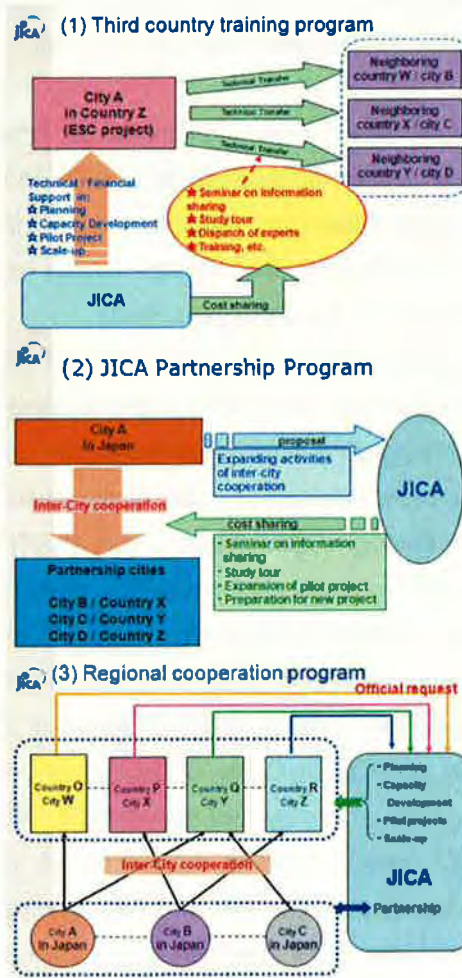 JICA
(1) Third country training program
City A
in Country Z
(ESC project)
Technical Transfer
Technical Transfer
Technical Transfer
Neighboring
country W / city B
Neighboring
country X / city C
Neighboring
country Y / city D
Technical / Financial
Support in:
☆ Planning
☆ Capacity Development
☆ Pilot Project
☆ Scale-up
★ Seminar on information
sharing
★ Study tour
★ Dispatch of experts
★ Training, etc.
JICA
Cost sharing
JICA
(2) JICA Partnership Program
City A
In Japan
proposal
Expanding activities
of inter-city
cooperation
JICA
Inter-City cooperation
cost sharing
• Seminar on information
sharing
• Study tour
• Expansion of pilot project
• Preparation for new project
Partnership cities
City B / Country X
City C / Country Y
City D / Country Z
JICA
(3) Regional cooperation program
Official request
Country O
City W
Country P
City X
Country Q
City Y
Country R
City Z
• Planning
• Capacity
Development
• Pilot projects
• Scale-up
JICA
Partnership
Inter-City cooperation
City A
in Japan
City B
in Japan
City C
in Japan